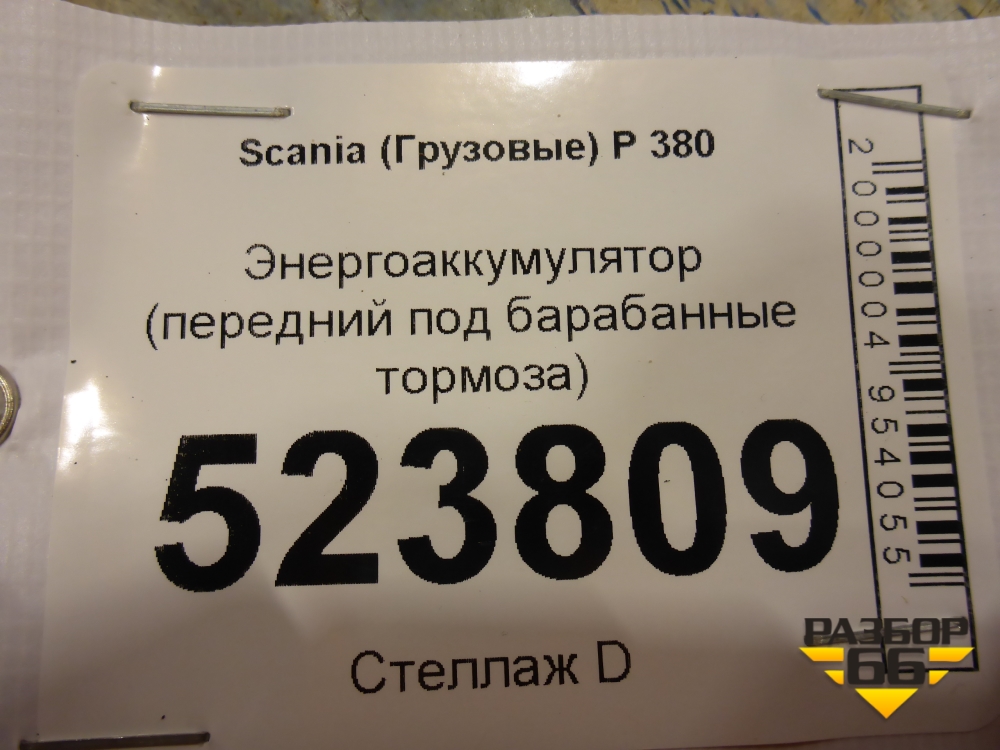 Scania (Грузовые) P 380
Энергоаккумулятор
(передний под барабанные
тормоза)
523809
Стеллаж D
2000004954055
РАЗБОР
66